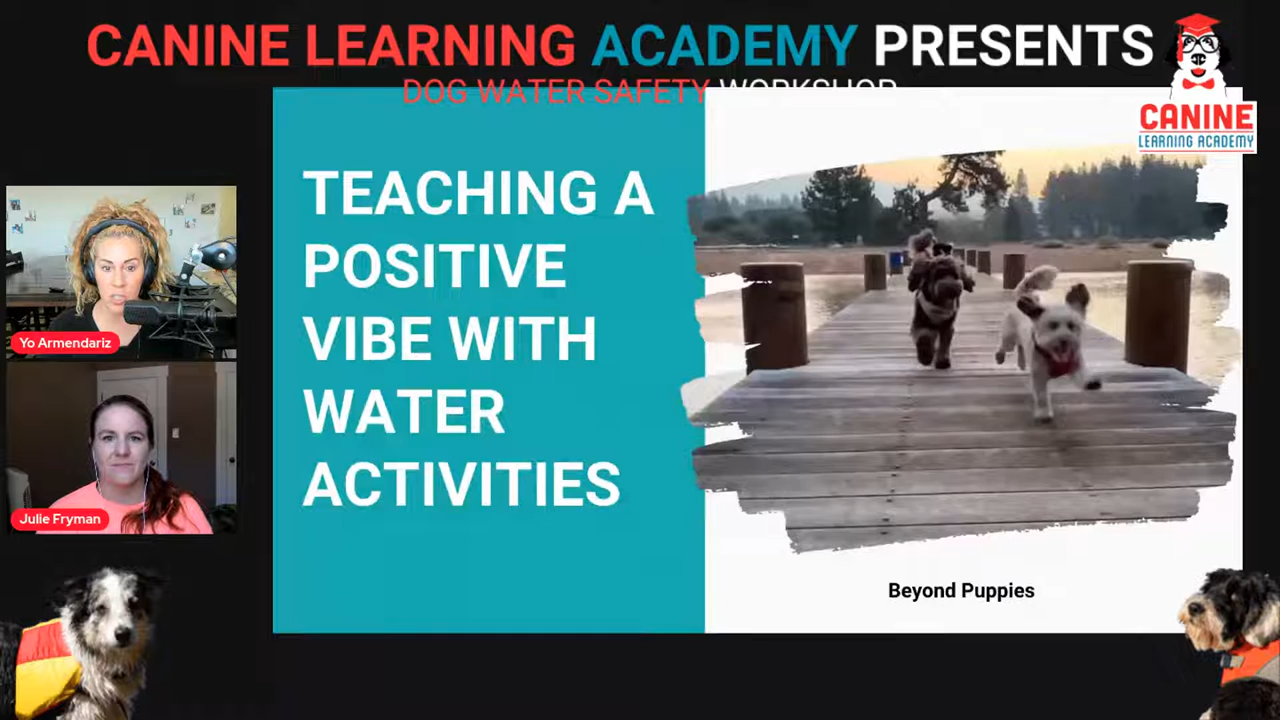 CANINE LEARNING ACADEMY PRESENTS
DOG WATER SAFETY WORKSHOP
CANINE
LEARNING ACADEMY
TEACHING A
POSITIVE
VIBE WITH
WATER
ACTIVITIES
Yo Armendariz
Julie Fryman
Beyond Puppies